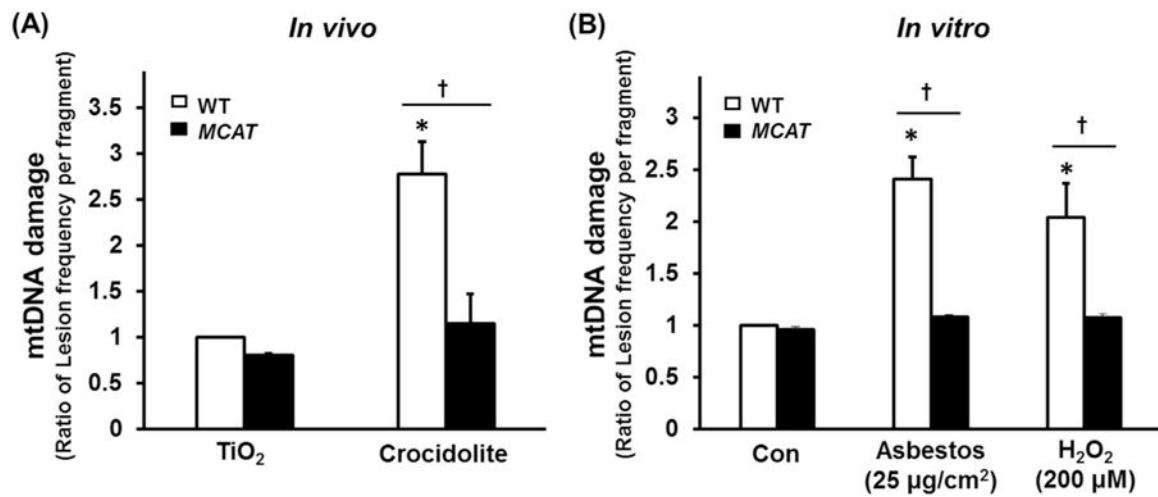 (A)
In vivo
mtDNA damage
(Ratio of Lesion frequency per fragment)
3.5
3
2.5
2
1.5
1
0.5
0
WT
MCAT
†
*
TiO₂
Crocidolite
(B)
In vitro
mtDNA damage
(Ratio of Lesion frequency per fragment)
3
2.5
2
1.5
1
0.5
0
WT
MCAT
†
*
†
*
Con
Asbestos
(25 µg/cm²)
H₂O₂
(200 µM)